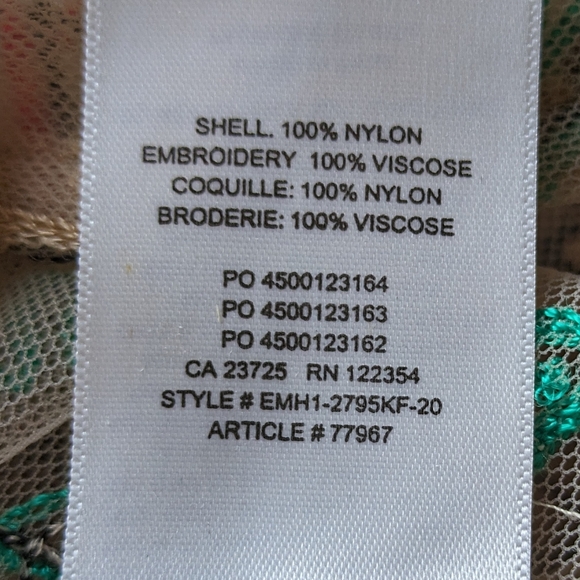 SHELL. 100% NYLON
EMBROIDERY 100% VISCOSE
COQUILLE: 100% NYLON
BRODERIE: 100% VISCOSE
PO 4500123164
PO 4500123163
PO 4500123162
CA 23725 RN 122354
STYLE # EMH1-2795KF-20
ARTICLE # 77967